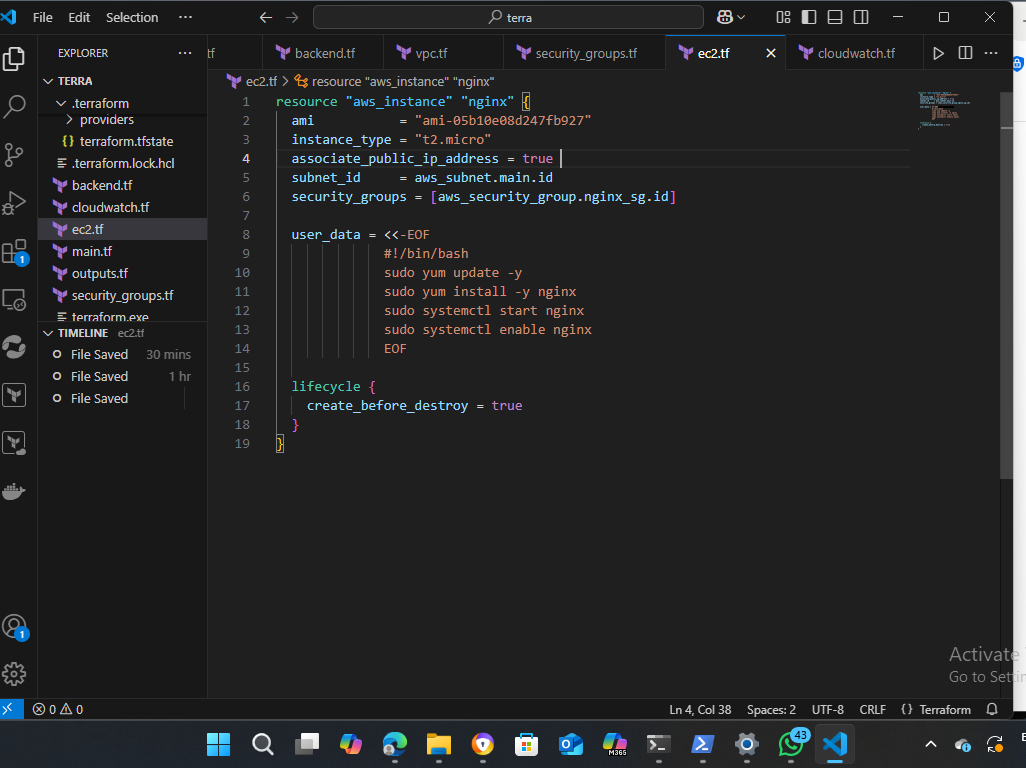 File Edit Selection ··· terra
EXPLORER ···
TERRA
.terraform
providers
terraform.tfstate
.terraform.lock.hcl
backend.tf
cloudwatch.tf
ec2.tf
main.tf
outputs.tf
security_groups.tf
terraform.exe
TIMELINE ec2.tf
File Saved 30 mins
File Saved 1 hr
File Saved
1
1
tf backend.tf vpc.tf security_groups.tf ec2.tf cloudwatch.tf ···
ec2.tf > resource "aws_instance" "nginx"
1 resource "aws_instance" "nginx" {
2 ami = "ami-05b10e08d247fb927"
3 instance_type = "t2.micro"
4 associate_public_ip_address = true
5 subnet_id = aws_subnet.main.id
6 security_groups = [aws_security_group.nginx_sg.id]
7
8 user_data = <<-EOF
9 #!/bin/bash
10 sudo yum update -y
11 sudo yum install -y nginx
12 sudo systemctl start nginx
13 sudo systemctl enable nginx
14 EOF
15
16 lifecycle {
17 create_before_destroy = true
18 }
19 }
Activate
Go to Settin
0 0 Ln 4, Col 38 Spaces: 2 UTF-8 CRLF {} Terraform
M365 43